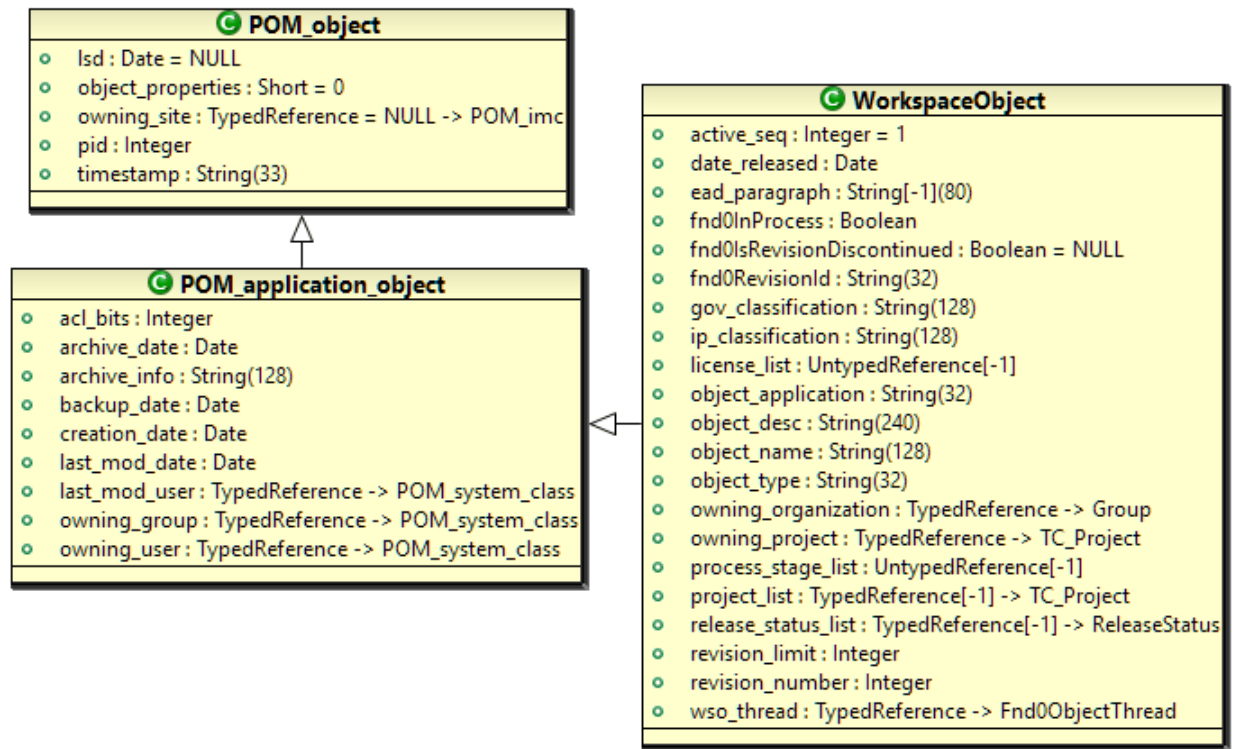 POM_object
lsd : Date = NULL
object_properties : Short = 0
owning_site : TypedReference = NULL -> POM_imc
pid : Integer
timestamp : String(33)
POM_application_object
acl_bits : Integer
archive_date : Date
archive_info : String(128)
backup_date : Date
creation_date : Date
last_mod_date : Date
last_mod_user : TypedReference -> POM_system_class
owning_group : TypedReference -> POM_system_class
owning_user : TypedReference -> POM_system_class
WorkspaceObject
active_seq : Integer = 1
date_released : Date
ead_paragraph : String[-1](80)
fnd0InProcess : Boolean
fnd0IsRevisionDiscontinued : Boolean = NULL
fnd0RevisionId : String(32)
gov_classification : String(128)
ip_classification : String(128)
license_list : UntypedReference[-1]
object_application : String(32)
object_desc : String(240)
object_name : String(128)
object_type : String(32)
owning_organization : TypedReference -> Group
owning_project : TypedReference -> TC_Project
process_stage_list : UntypedReference[-1]
project_list : TypedReference[-1] -> TC_Project
release_status_list : TypedReference[-1] -> ReleaseStatus
revision_limit : Integer
revision_number : Integer
wso_thread : TypedReference -> Fnd0ObjectThread